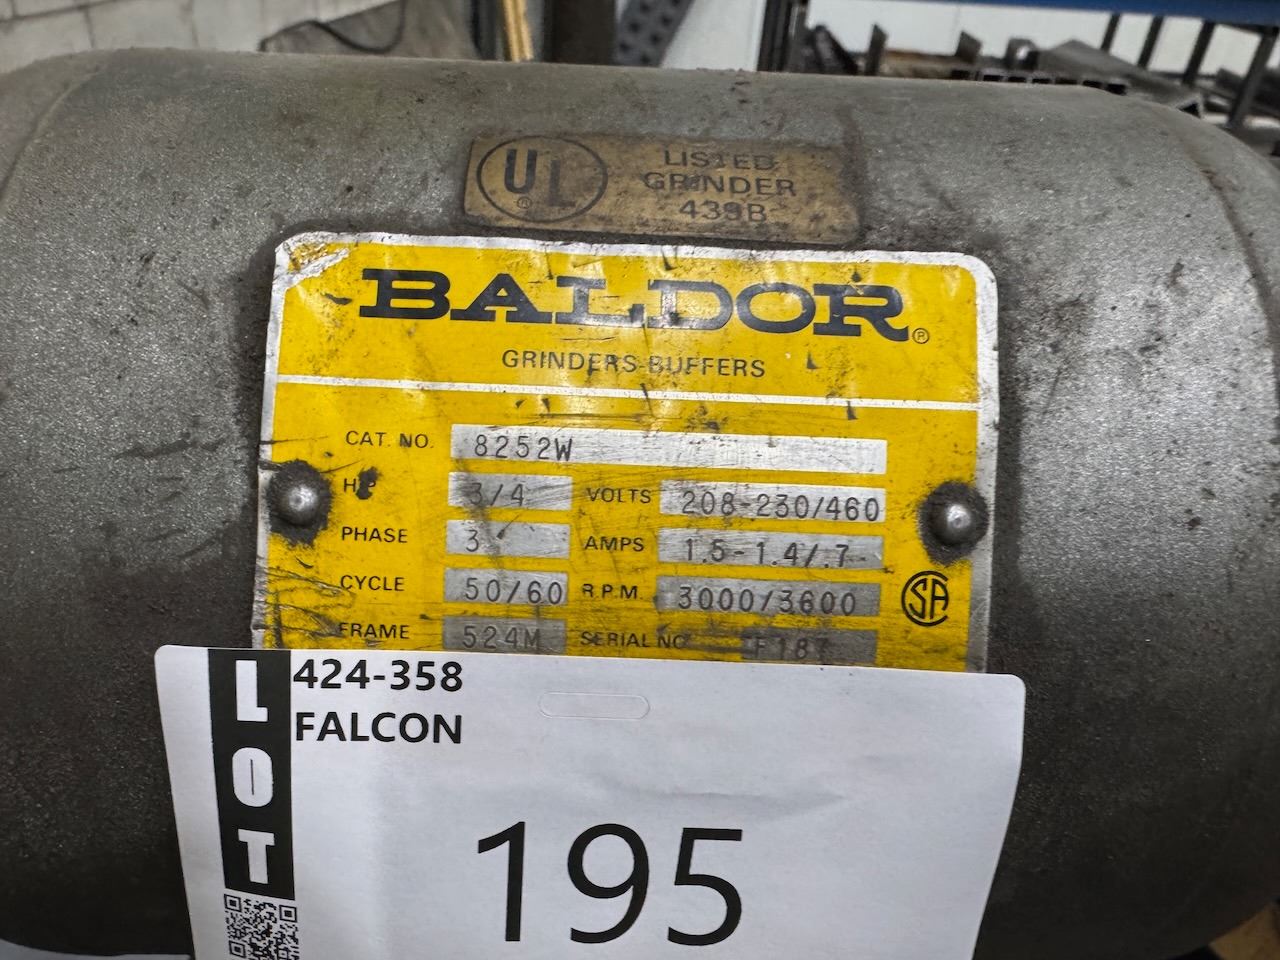 UL®
LISTED
GRINDER
439B
BALDOR®
GRINDERS-BUFFERS
CAT. NO. 8252W
HP 3/4 VOLTS 208-230/460
PHASE 3 AMPS 1.5-1.4/.7
CYCLE 50/60 R.P.M. 3000/3600
FRAME 524M SERIAL NO. F187
SA
LOT
424-358
FALCON
195